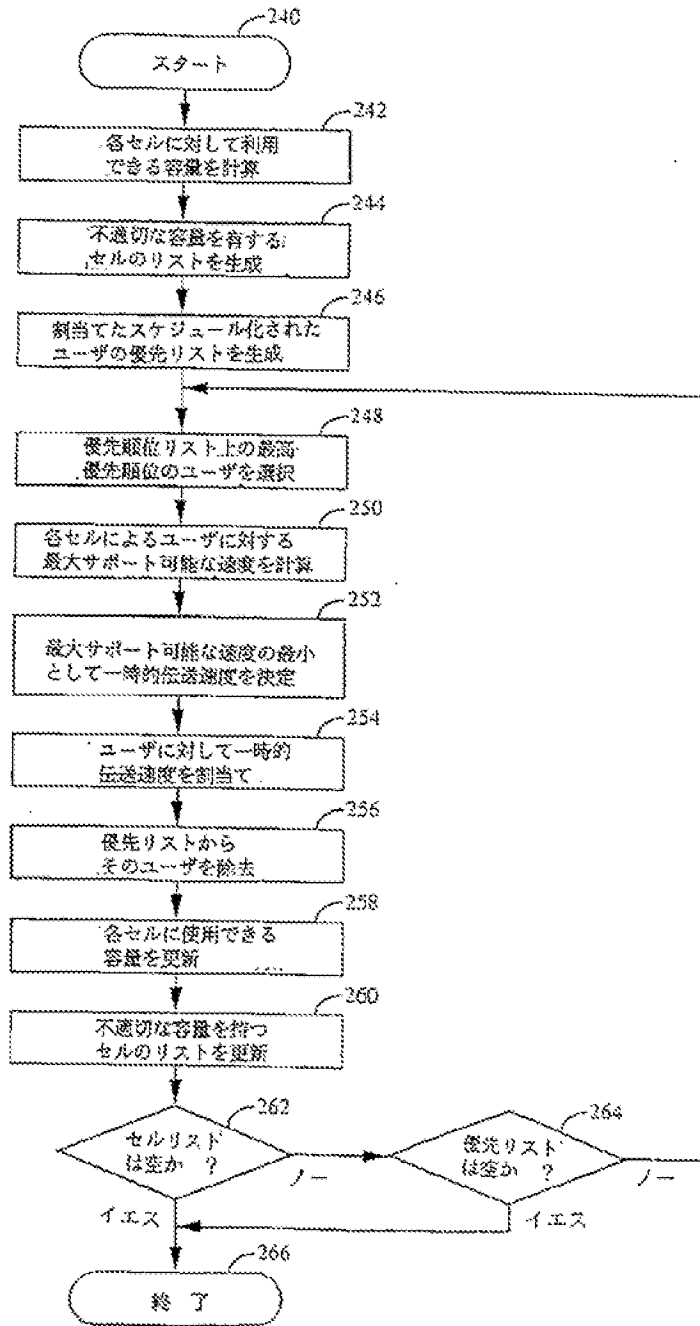 240
スタート
242
各セルに対して利用
できる容量を計算
244
不適切な容量を有する
セルのリストを生成
246
割当てたスケジュール化された
ユーザの優先リストを生成
248
優先順位リスト上の最高
優先順位のユーザを選択
250
各セルによるユーザに対する
最大サポート可能な速度を計算
252
最大サポート可能な速度の最小
として一時的伝送速度を決定
254
ユーザに対して一時的
伝送速度を割当て
256
優先リストから
そのユーザを除去
258
各セルに使用できる
容量を更新
260
不適切な容量を持つ
セルのリストを更新
262
セルリスト
は空か ?
ノー
イエス
264
優先リスト
は空か ?
ノー
イエス
266
終了